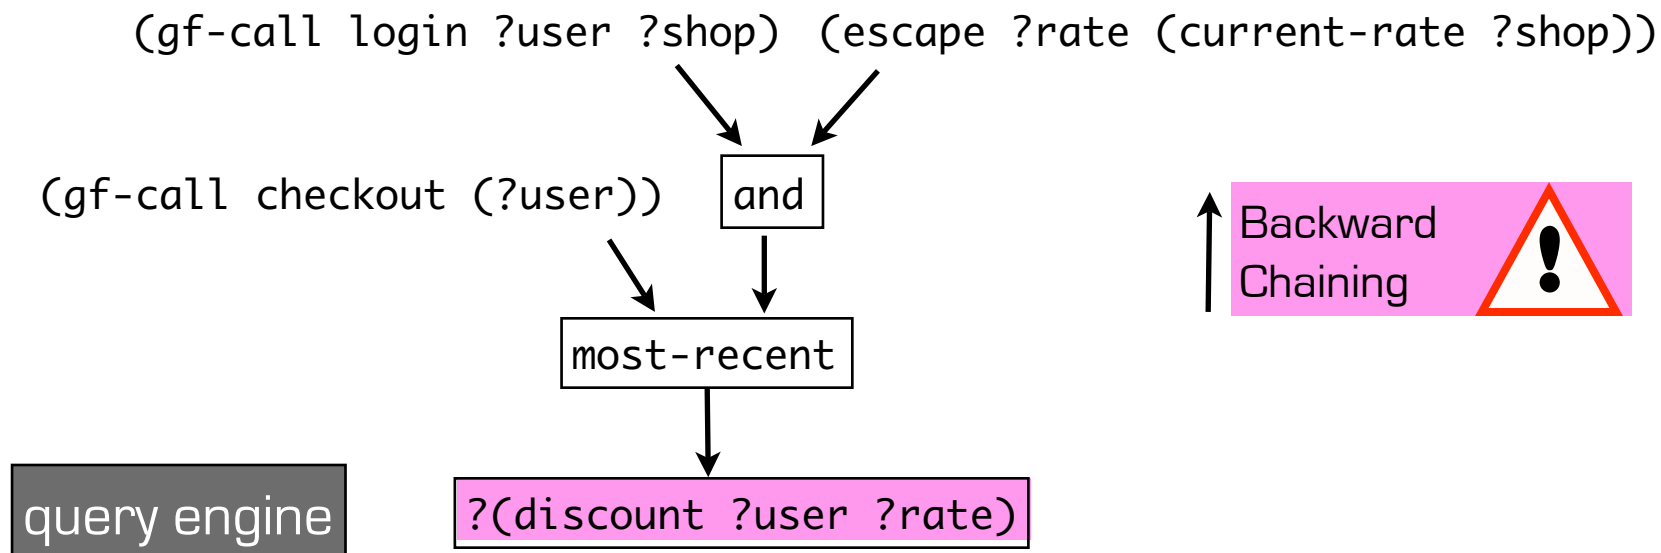 (gf-call login ?user ?shop) (escape ?rate (current-rate ?shop))
(gf-call checkout (?user))
and
Backward
Chaining
!
most-recent
query engine
?(discount ?user ?rate)